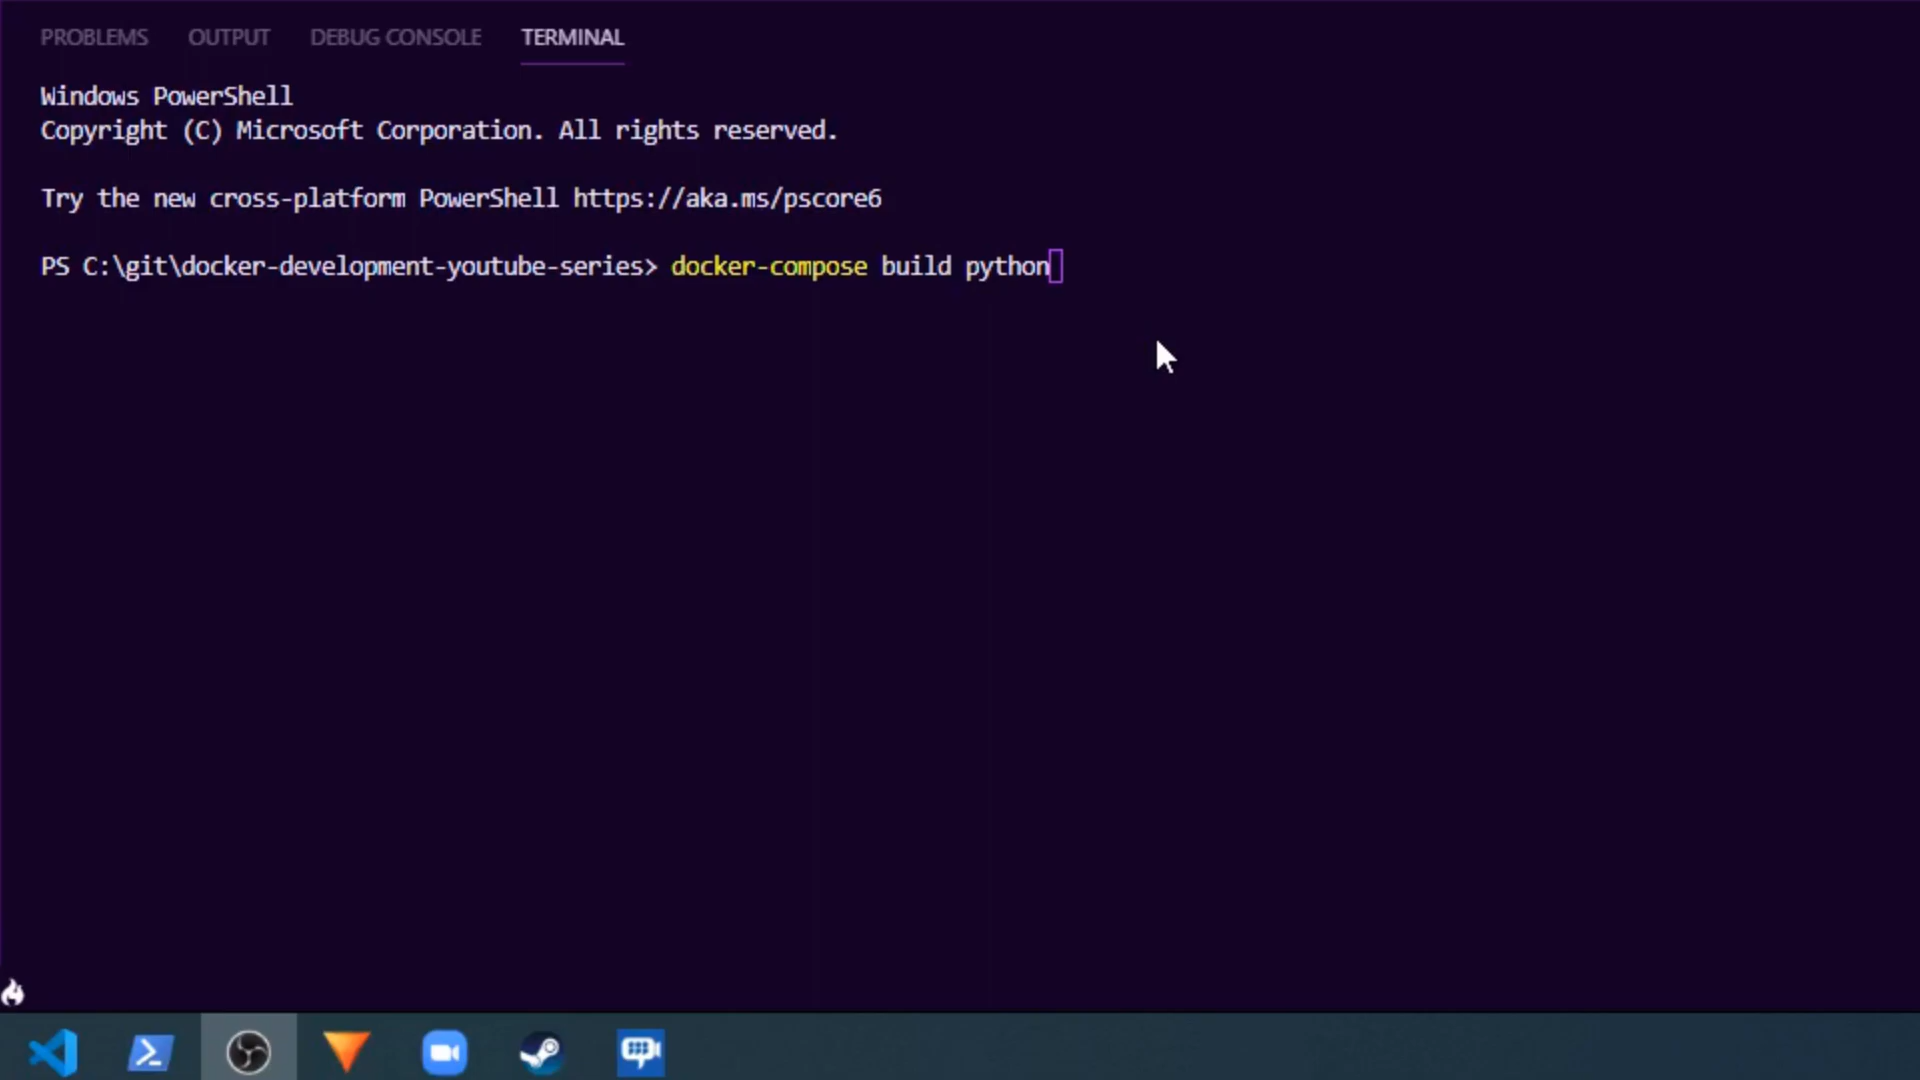 PROBLEMS OUTPUT DEBUG CONSOLE TERMINAL
Windows PowerShell
Copyright (C) Microsoft Corporation. All rights reserved.
Try the new cross-platform PowerShell https://aka.ms/pscore6
PS C:\git\docker-development-youtube-series> docker-compose build python